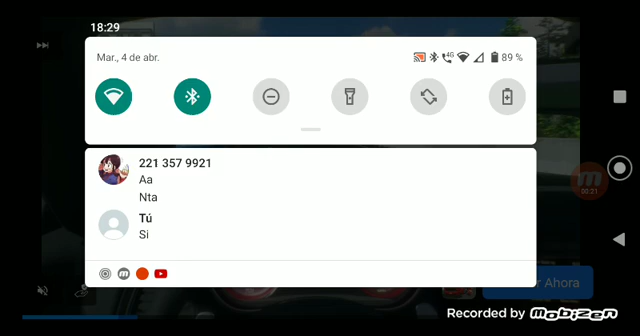 18:29
Mar., 4 de abr.
4G
89 %
221 357 9921
Aa
Nta
Tú
Si
00:21
r Ahora
Recorded by mobizen